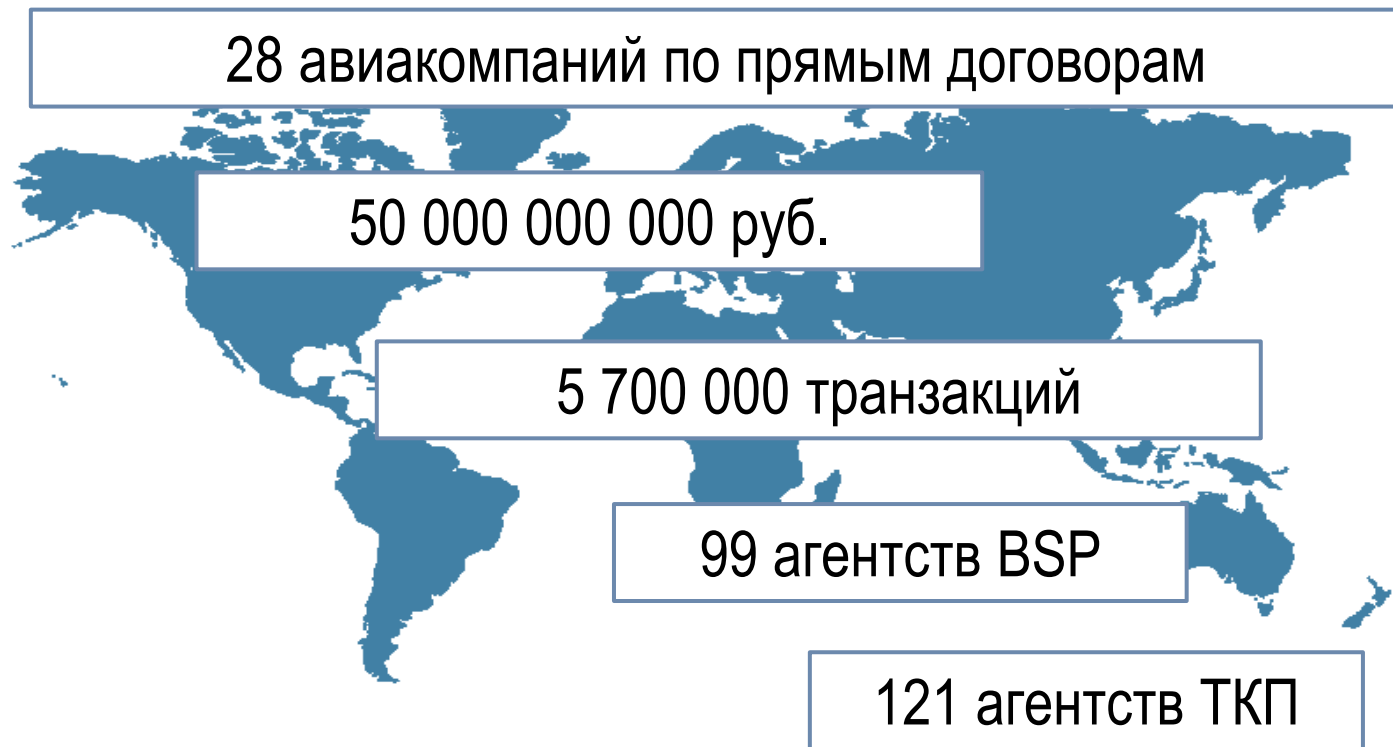 28 авиакомпаний по прямым договорам
50 000 000 000 руб.
5 700 000 транзакций
99 агентств BSP
121 агентств ТКП